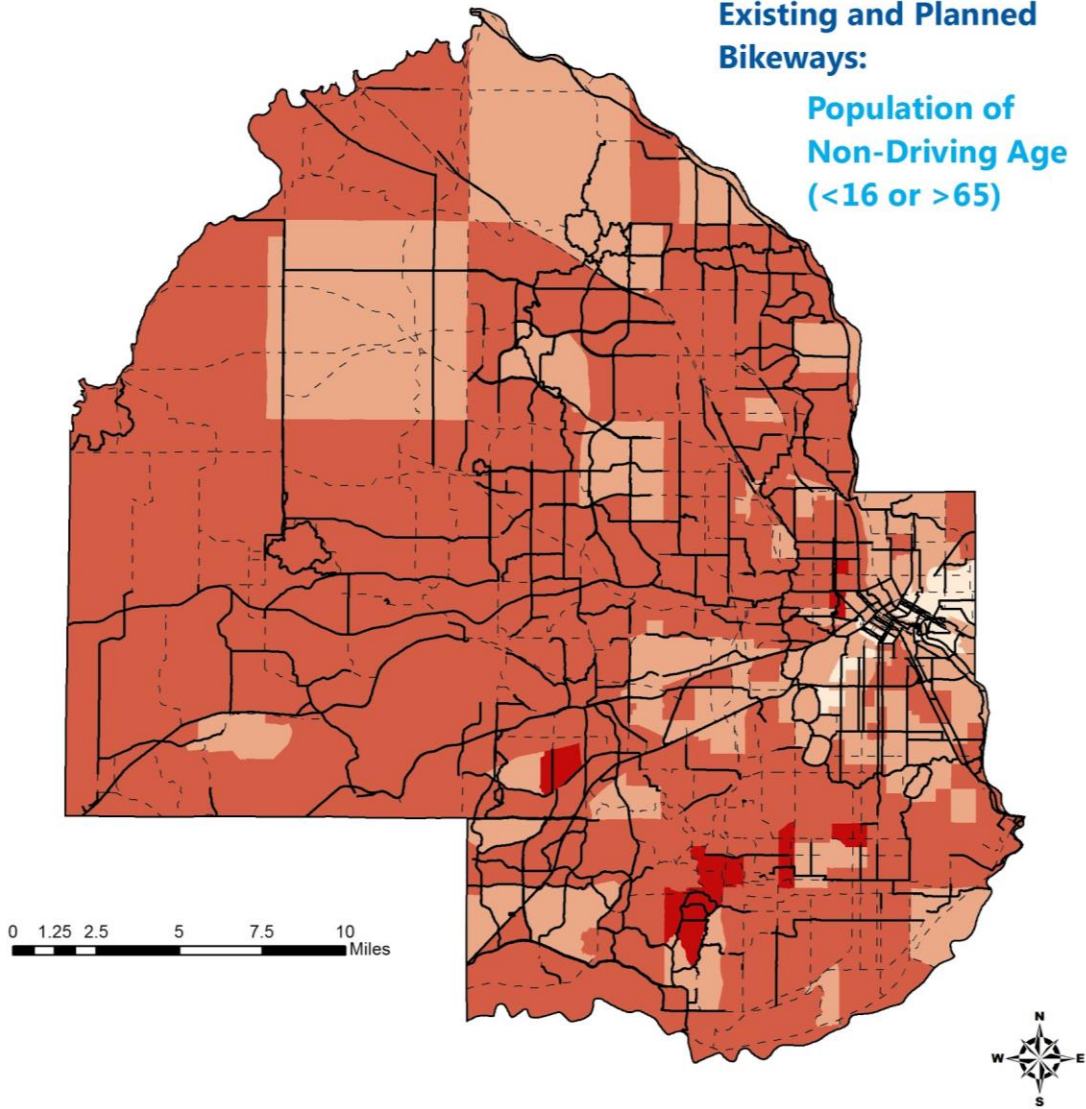 Existing and Planned
Bikeways:
Population of
Non-Driving Age
(<16 or >65)
0 1.25 2.5 5 7.5 10
Miles
N
W E
S